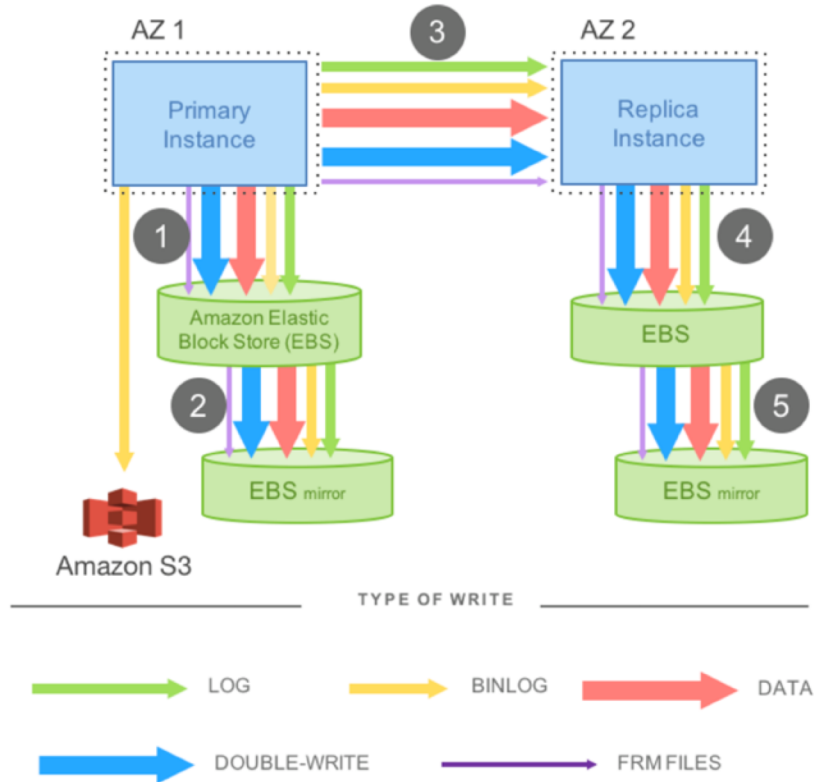 AZ 1
3
AZ 2
Primary
Instance
Replica
Instance
1
4
Amazon Elastic
Block Store (EBS)
EBS
2
5
EBS mirror
EBS mirror
Amazon S3
TYPE OF WRITE
LOG
BINLOG
DATA
DOUBLE-WRITE
FRM FILES